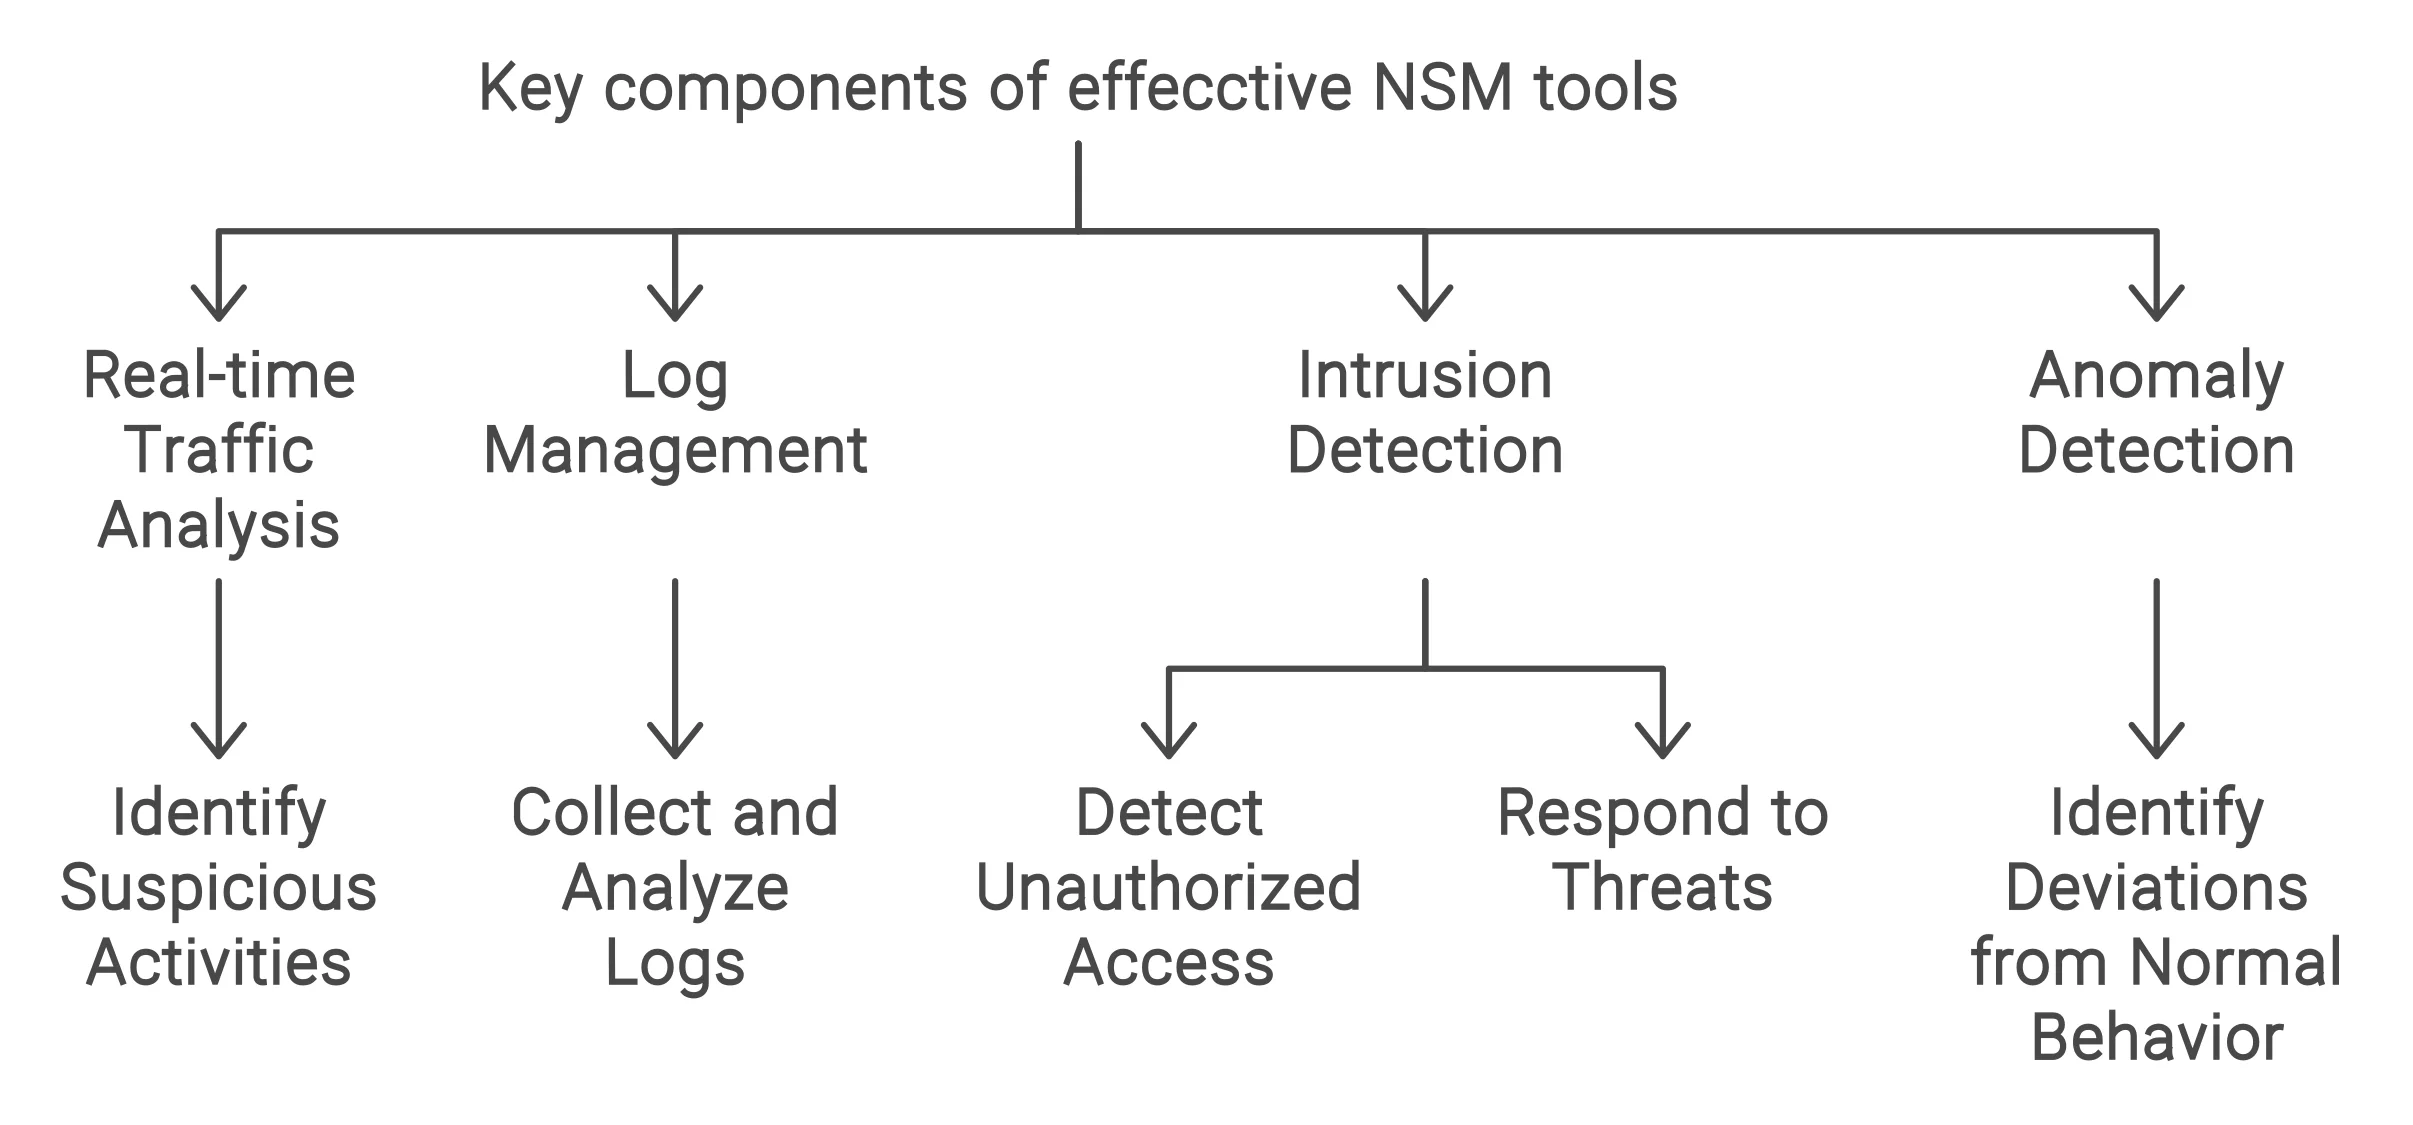 Key components of effecctive NSM tools
Real-time
Traffic
Analysis
Log
Management
Intrusion
Detection
Anomaly
Detection
Identify
Suspicious
Activities
Collect and
Analyze
Logs
Detect
Unauthorized
Access
Respond to
Threats
Identify
Deviations
from Normal
Behavior